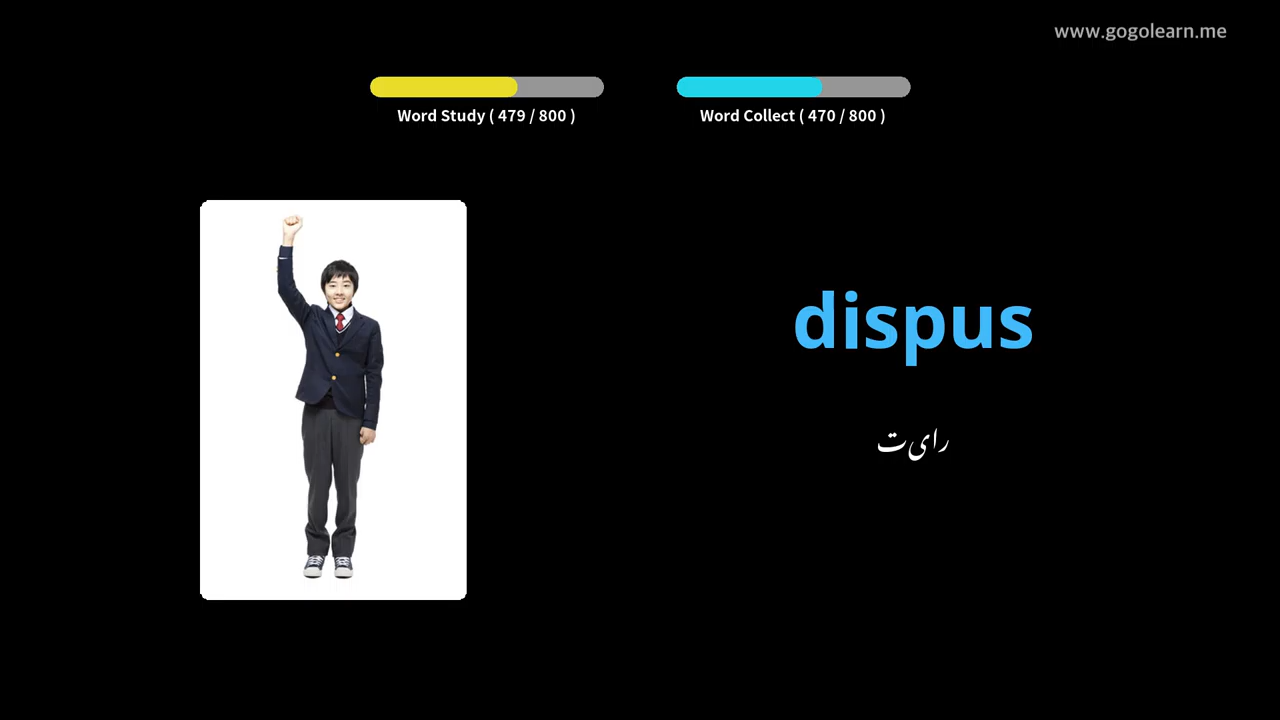 www.gogolearn.me
Word Study ( 479 / 800 )
Word Collect ( 470 / 800 )
dispus
رای‌ت